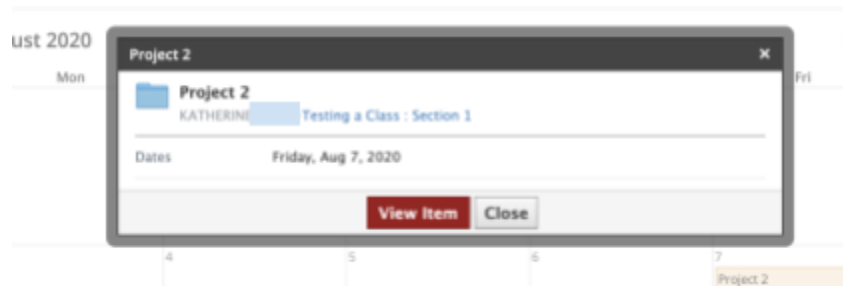 ust 2020
Mon
Fri
Project 2 ×
Project 2
KATHERINE Testing a Class : Section 1
Dates Friday, Aug 7, 2020
View Item Close
4 5 6 7
Project 2